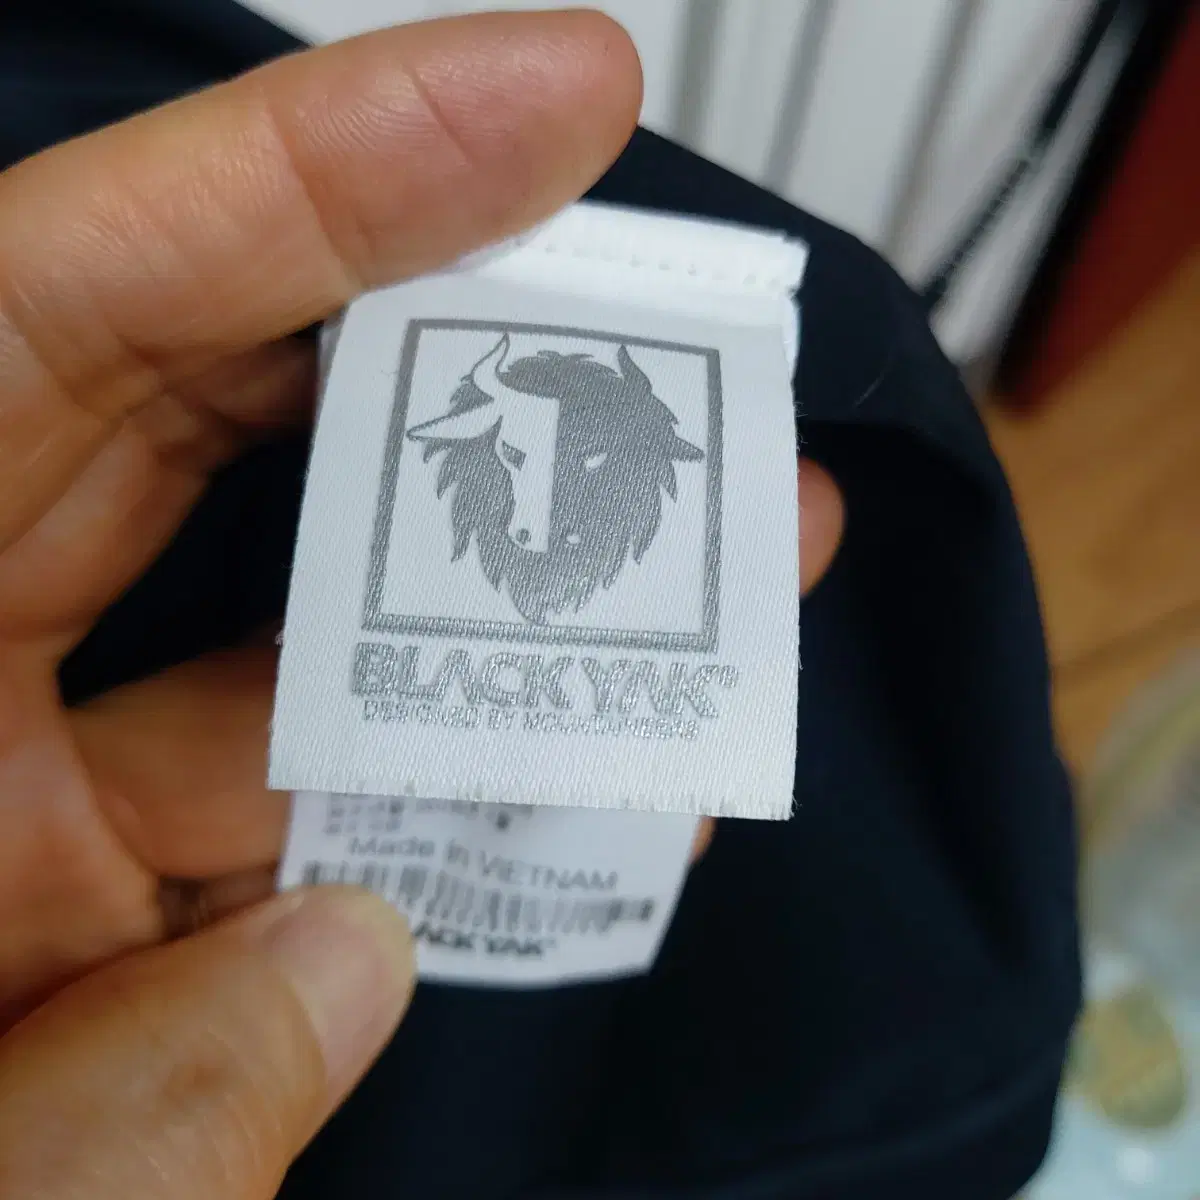 BLACKYAK®
DESIGNED BY MOUNTAINEERS
Made in VIETNAM
BLACKYAK®